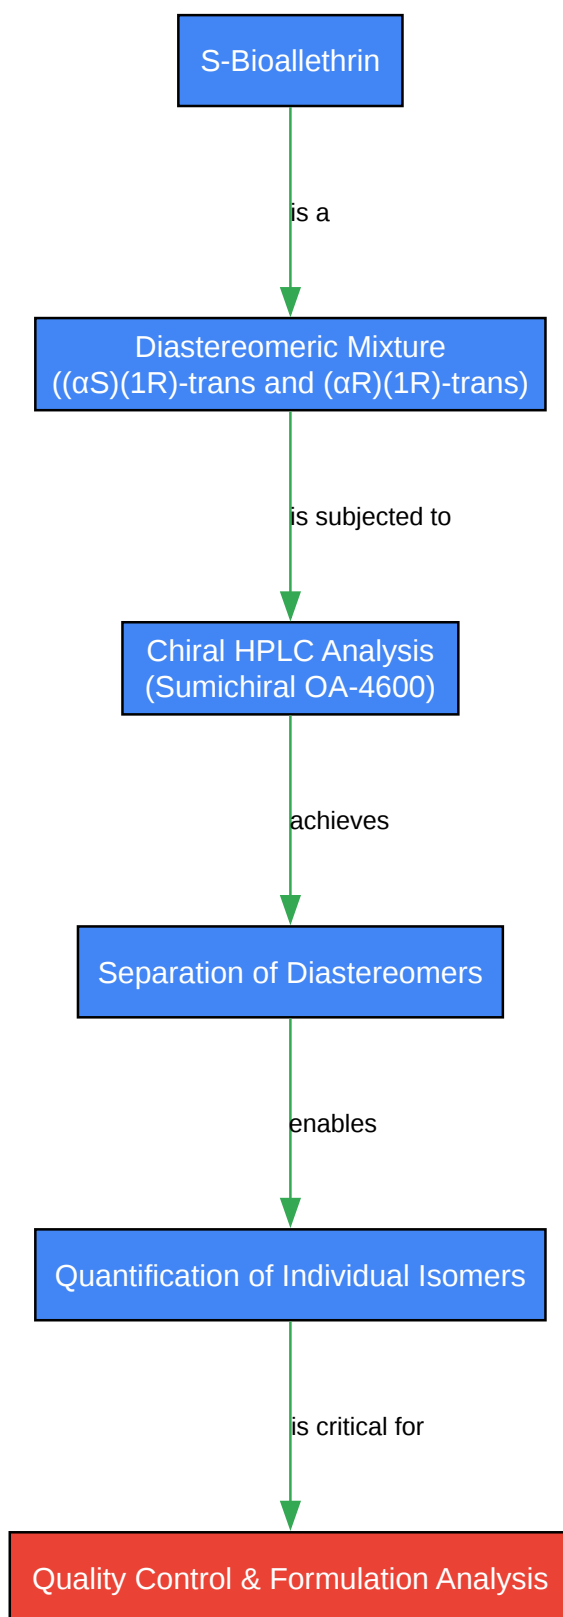 S-Bioallethrin
is a
Diastereomeric Mixture
((αS)(1R)-trans and (αR)(1R)-trans)
is subjected to
Chiral HPLC Analysis
(Sumichiral OA-4600)
achieves
Separation of Diastereomers
enables
Quantification of Individual Isomers
is critical for
Quality Control & Formulation Analysis